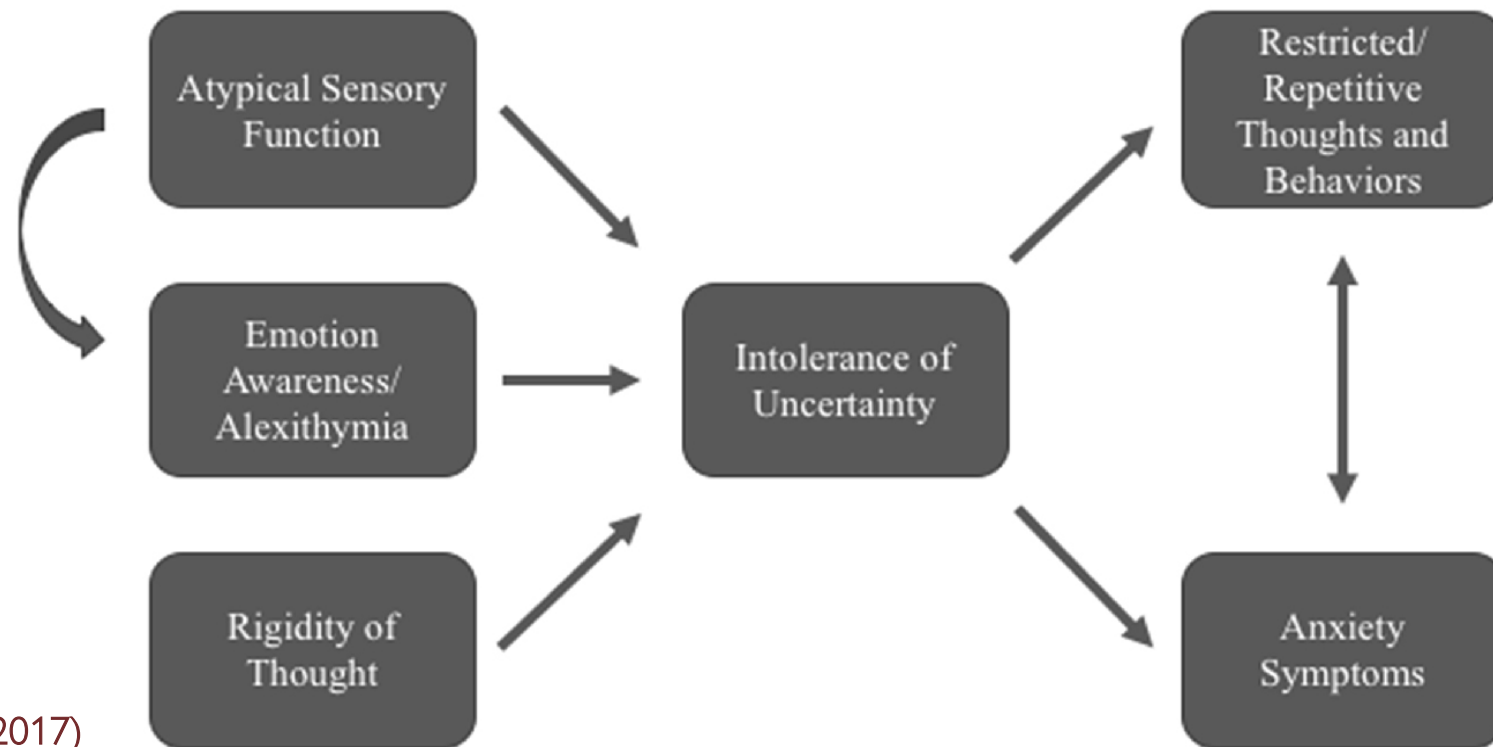 Atypical Sensory
Function
Emotion
Awareness/
Alexithymia
Rigidity of
Thought
Intolerance of
Uncertainty
Restricted/
Repetitive
Thoughts and
Behaviors
Anxiety
Symptoms
2017)